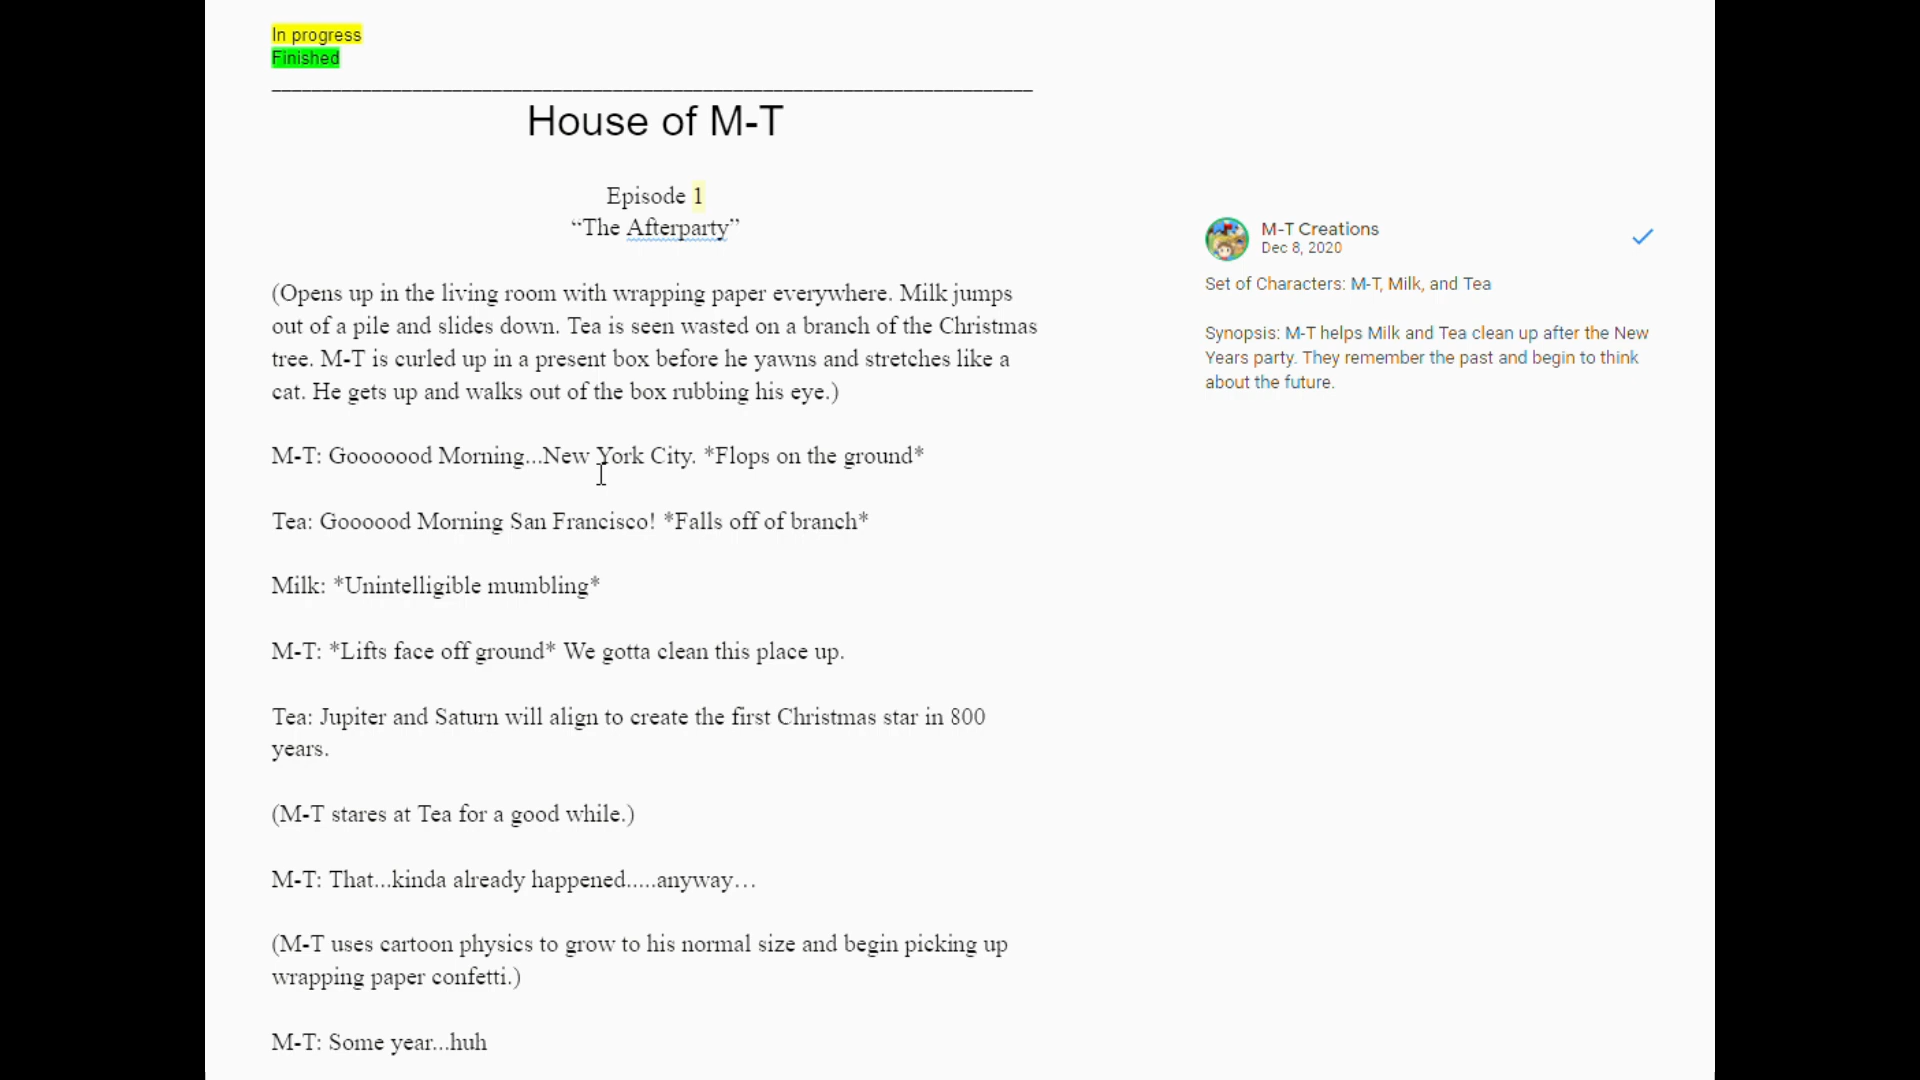 In progress
Finished
House of M-T
Episode 1
“The Afterparty”
(Opens up in the living room with wrapping paper everywhere. Milk jumps
out of a pile and slides down. Tea is seen wasted on a branch of the Christmas
tree. M-T is curled up in a present box before he yawns and stretches like a
cat. He gets up and walks out of the box rubbing his eye.)
M-T: Gooooood Morning...New York City. *Flops on the ground*
Tea: Goooood Morning San Francisco! *Falls off of branch*
Milk: *Unintelligible mumbling*
M-T: *Lifts face off ground* We gotta clean this place up.
Tea: Jupiter and Saturn will align to create the first Christmas star in 800
years.
(M-T stares at Tea for a good while.)
M-T: That...kinda already happened.....anyway…
(M-T uses cartoon physics to grow to his normal size and begin picking up
wrapping paper confetti.)
M-T: Some year...huh
M-T Creations
Dec 8, 2020
Set of Characters: M-T, Milk, and Tea
Synopsis: M-T helps Milk and Tea clean up after the New
Years party. They remember the past and begin to think
about the future.